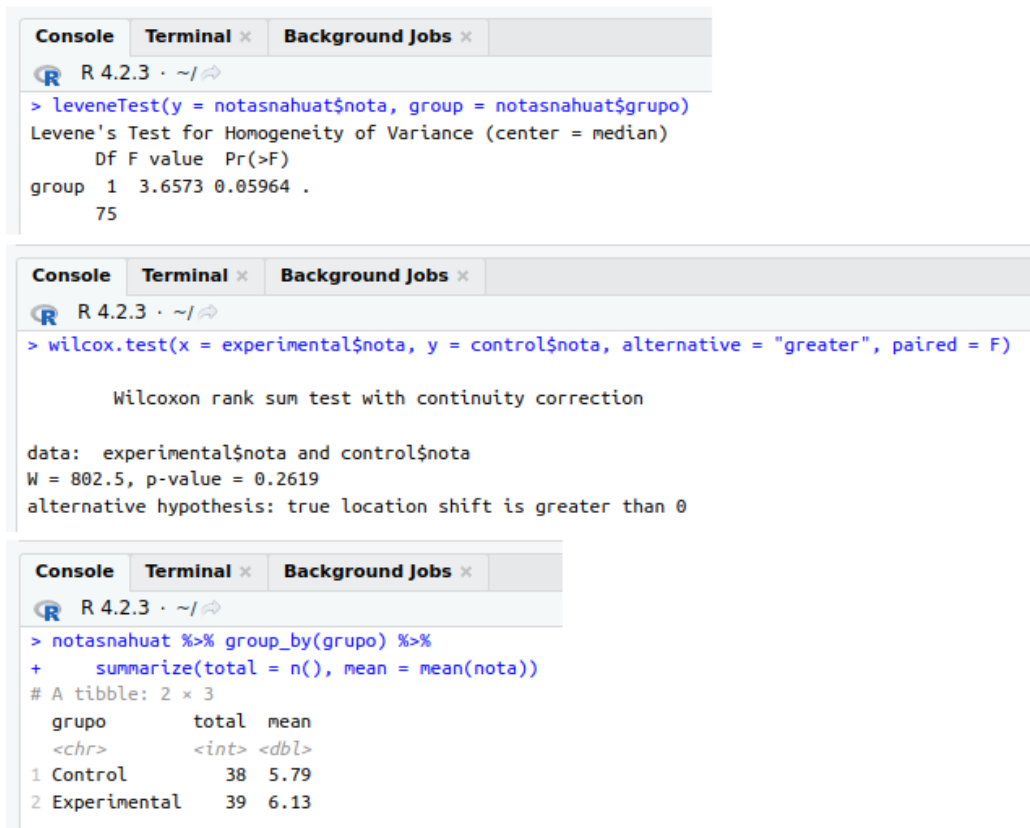 Console Terminal × Background Jobs ×
R 4.2.3 · ~/
> leveneTest(y = notasnahuat$nota, group = notasnahuat$grupo)
Levene's Test for Homogeneity of Variance (center = median)
      Df F value  Pr(>F)
group  1  3.6573 0.05964 .
      75
Console Terminal × Background Jobs ×
R 4.2.3 · ~/
> wilcox.test(x = experimental$nota, y = control$nota, alternative = "greater", paired = F)
        Wilcoxon rank sum test with continuity correction
data:  experimental$nota and control$nota
W = 802.5, p-value = 0.2619
alternative hypothesis: true location shift is greater than 0
Console Terminal × Background Jobs ×
R 4.2.3 · ~/
> notasnahuat %>% group_by(grupo) %>%
+     summarize(total = n(), mean = mean(nota))
# A tibble: 2 × 3
  grupo        total  mean
  <chr>        <int> <dbl>
1 Control         38  5.79
2 Experimental    39  6.13